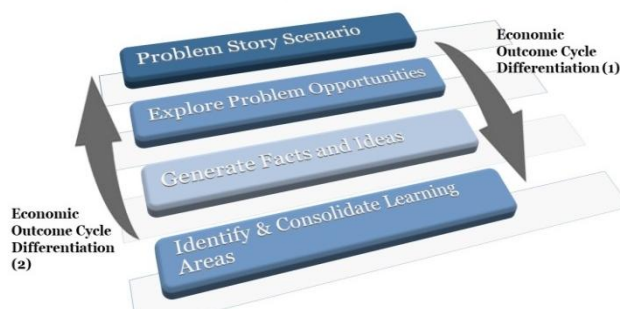 Problem Story Scenario
Economic
Outcome Cycle
Differentiation (1)
Explore Problem Opportunities
Generate Facts and Ideas
Identify & Consolidate Learning
Areas
Economic
Outcome Cycle
Differentiation
(2)